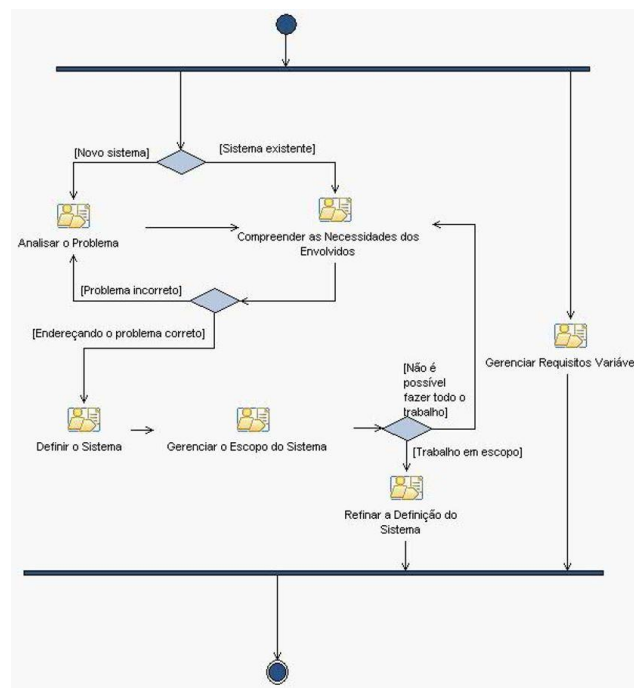 [Novo sistema]
[Sistema existente]
Analisar o Problema
Compreender as Necessidades dos
Envolvidos
[Problema incorreto]
[Endereçando o problema correto]
Gerenciar Requisitos Variáve
[Não é
possível
fazer todo o
trabalho]
Definir o Sistema
Gerenciar o Escopo do Sistema
[Trabalho em escopo]
Refinar a Definição do
Sistema